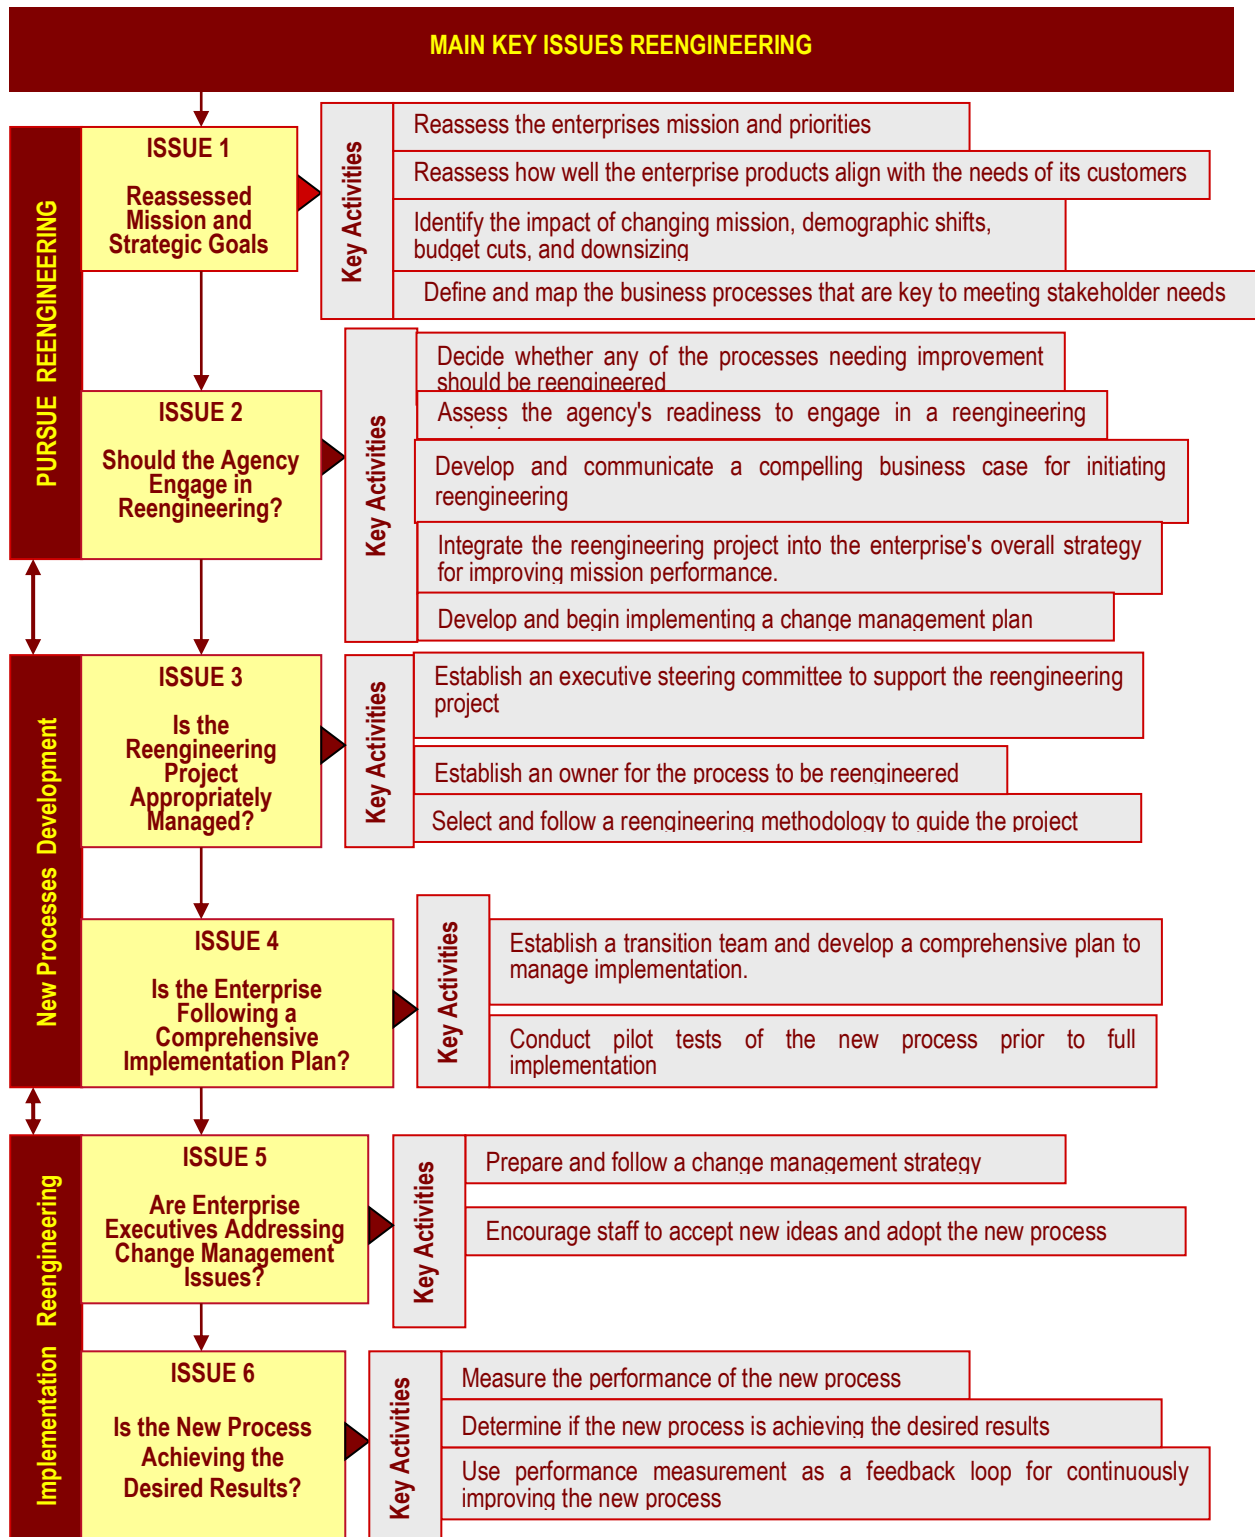 MAIN KEY ISSUES REENGINEERING
PURSUE REENGINEERING
ISSUE 1
Reassessed
Mission and
Strategic Goals
Key Activities
Reassess the enterprises mission and priorities
Reassess how well the enterprise products align with the needs of its customers
Identify the impact of changing mission, demographic shifts,
budget cuts, and downsizing
Define and map the business processes that are key to meeting stakeholder needs
ISSUE 2
Should the Agency
Engage in
Reengineering?
Key Activities
Decide whether any of the processes needing improvement
should be reengineered
Assess the agency's readiness to engage in a reengineering
Develop and communicate a compelling business case for initiating
reengineering
Integrate the reengineering project into the enterprise's overall strategy
for improving mission performance.
Develop and begin implementing a change management plan
New Processes Development
ISSUE 3
Is the
Reengineering
Project
Appropriately
Managed?
Key Activities
Establish an executive steering committee to support the reengineering
project
Establish an owner for the process to be reengineered
Select and follow a reengineering methodology to guide the project
ISSUE 4
Is the Enterprise
Following a
Comprehensive
Implementation Plan?
Key Activities
Establish a transition team and develop a comprehensive plan to
manage implementation.
Conduct pilot tests of the new process prior to full
implementation
Implementation Reengineering
ISSUE 5
Are Enterprise
Executives Addressing
Change Management
Issues?
Key Activities
Prepare and follow a change management strategy
Encourage staff to accept new ideas and adopt the new process
ISSUE 6
Is the New Process
Achieving the
Desired Results?
Key Activities
Measure the performance of the new process
Determine if the new process is achieving the desired results
Use performance measurement as a feedback loop for continuously
improving the new process